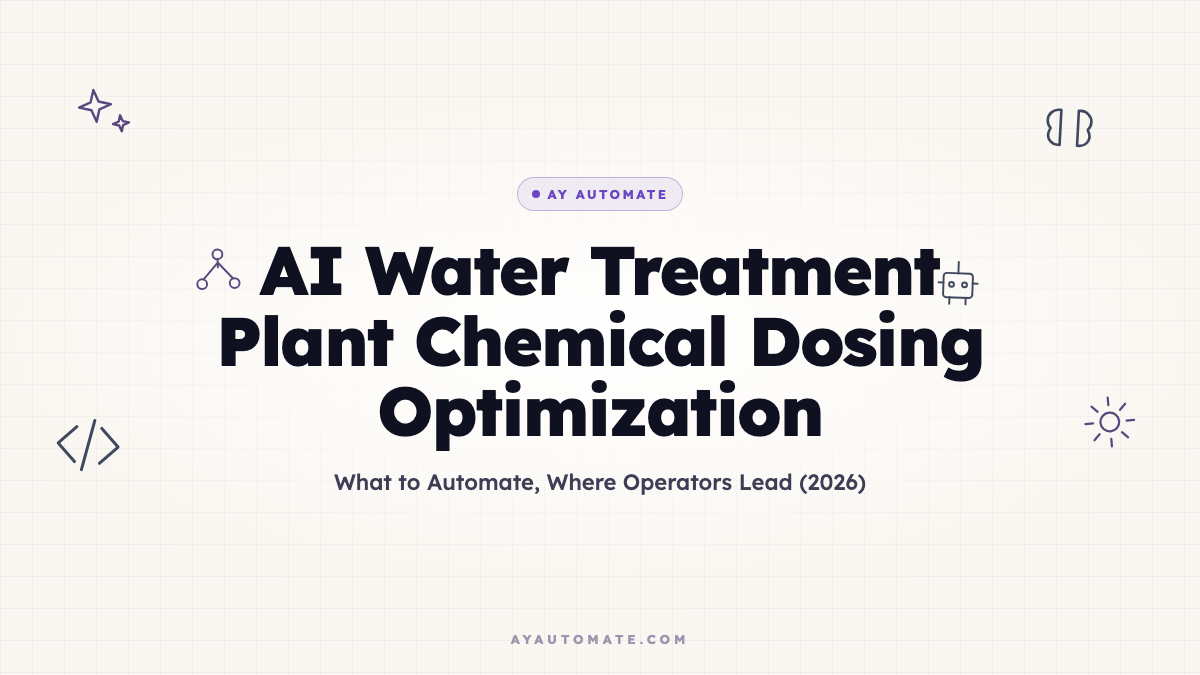 AY AUTOMATE
AI Water Treatment
Plant Chemical Dosing
Optimization
What to Automate, Where Operators Lead (2026)
AYAUTOMATE.COM